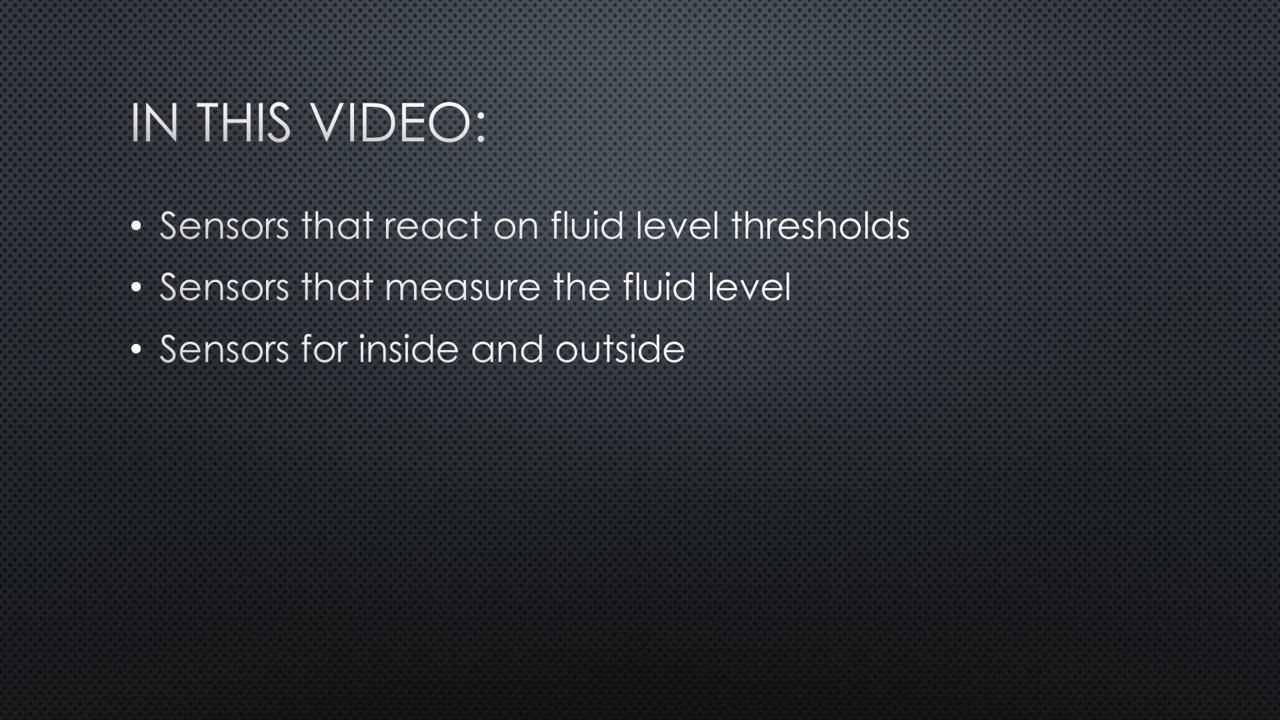 IN THIS VIDEO:
• Sensors that react on fluid level thresholds
• Sensors that measure the fluid level
• Sensors for inside and outside